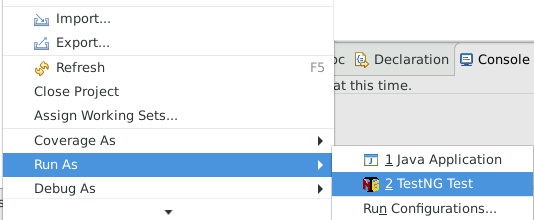 Import...
Export...
Refresh F5
Close Project
Assign Working Sets...
Coverage As
Run As
Debug As
oc Declaration Console
at this time.
1 Java Application
2 TestNG Test
Run Configurations...